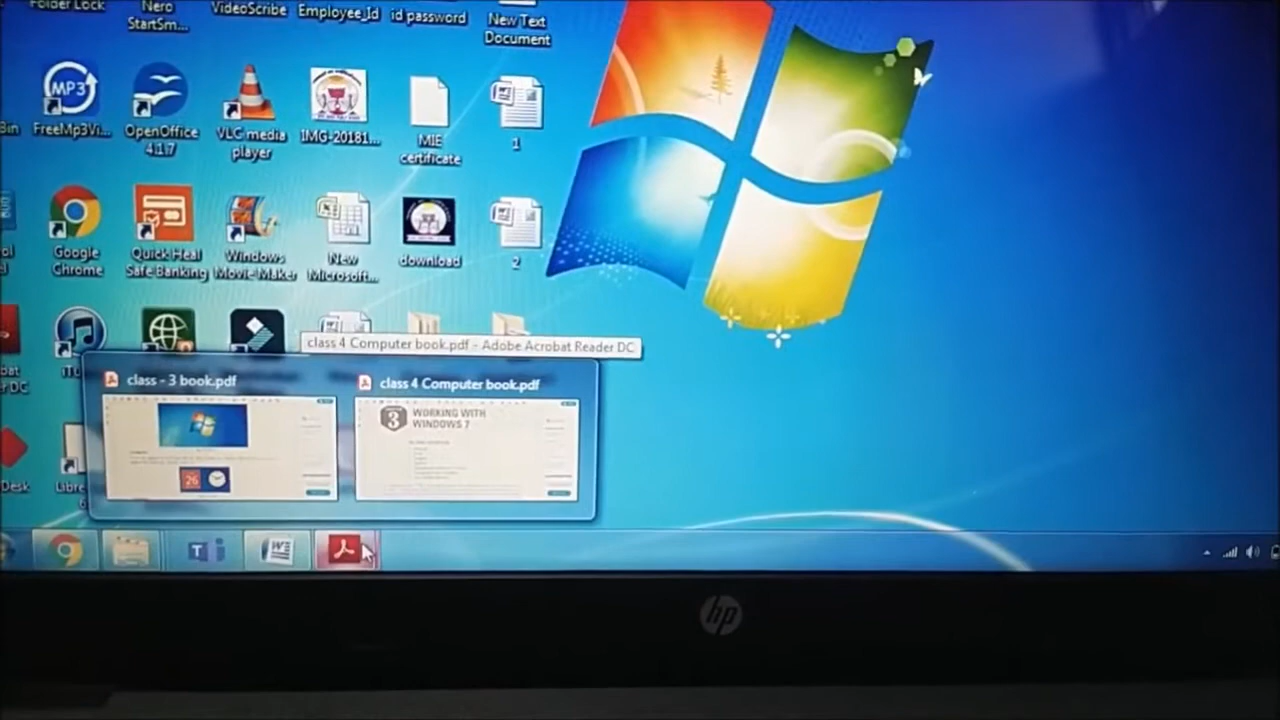 Folder Lock
Nero
StartSm...
VideoScribe
Employee_Id
id password
New Text
Document
Bin
MP3
FreeMp3Vi...
OpenOffice
4.1.7
VLC media
player
IMG-20181...
MIE
certificate
1
Google
Chrome
Quick Heal
Safe Banking
Windows
Movie Maker
New
Microsoft...
download
2
class 4 Computer book.pdf - Adobe Acrobat Reader DC
class - 3 book.pdf
class 4 Computer book.pdf
3
WORKING WITH
WINDOWS 7
26
hp